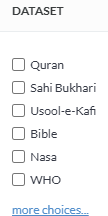 DATASET
Quran
Sahi Bukhari
Usool-e-Kafi
Bible
Nasa
WHO
more choices...